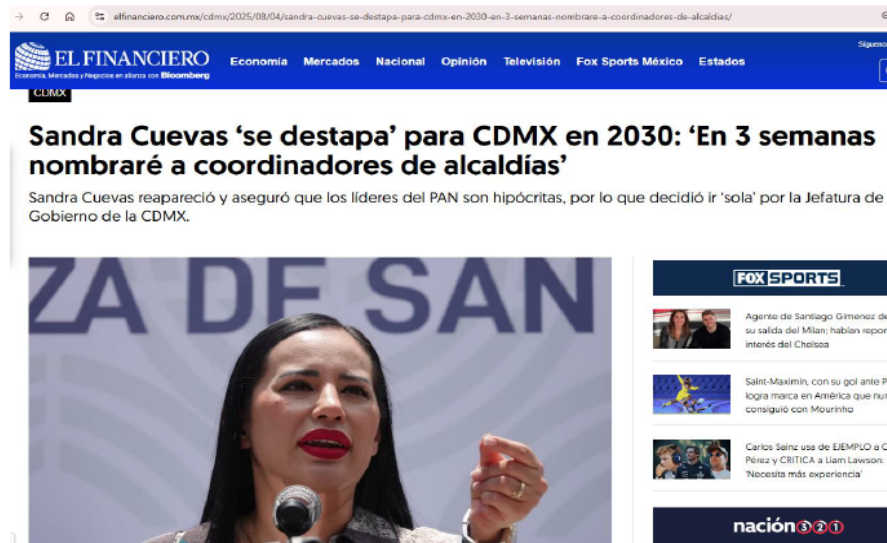 elfinanciero.com.mx/cdmx/2025/08/04/sandra-cuevas-se-destapa-para-cdmx-en-2030-en-3-semanas-nombrare-a-coordinadores-de-alcaldias/
EL FINANCIERO
Economía, Mercados y Negocios en alianza con Bloomberg
Economía Mercados Nacional Opinión Televisión Fox Sports México Estados
CDMX
Sandra Cuevas ‘se destapa’ para CDMX en 2030: ‘En 3 semanas
nombraré a coordinadores de alcaldías’
Sandra Cuevas reapareció y aseguró que los líderes del PAN son hipócritas, por lo que decidió ir ‘sola’ por la Jefatura de
Gobierno de la CDMX.
ZA DE SAN
FOX SPORTS
Agente de Santiago Gimenez
su salida del Milan; habían
interés del Chelsea
Saint-Maximin, con su gol ante
logra marca en América que
consiguió con Mourinho
Carlos Sainz usa de EJEMPLO a
Pérez y CRITICA a Liam Lawson:
‘Necesita más experiencia’
nación321